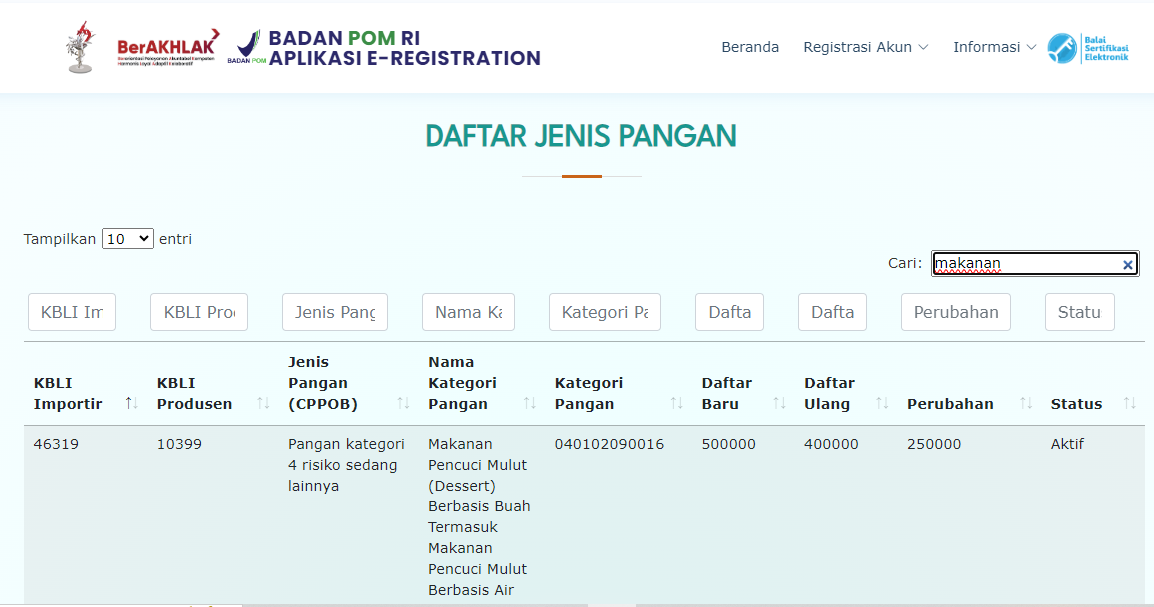 BerAKHLAK
Berorientasi Pelayanan Akuntabel Kompeten
Harmonis Loyal Adaptif Kolaboratif
BADAN POM
BADAN POM RI
APLIKASI E-REGISTRATION
Beranda
Registrasi Akun
Informasi
Balai
Sertifikasi
Elektronik
DAFTAR JENIS PANGAN
Tampilkan 10 entri
Cari: makanan
KBLI Im
KBLI Pro
Jenis Pang
Nama Ka
Kategori Pa
Dafta
Dafta
Perubahan
Statu
KBLI
Importir
KBLI
Produsen
Jenis
Pangan
(CPPOB)
Nama
Kategori
Pangan
Kategori
Pangan
Daftar
Baru
Daftar
Ulang
Perubahan
Status
46319
10399
Pangan kategori
4 risiko sedang
lainnya
Makanan
Pencuci Mulut
(Dessert)
Berbasis Buah
Termasuk
Makanan
Pencuci Mulut
Berbasis Air
040102090016
500000
400000
250000
Aktif